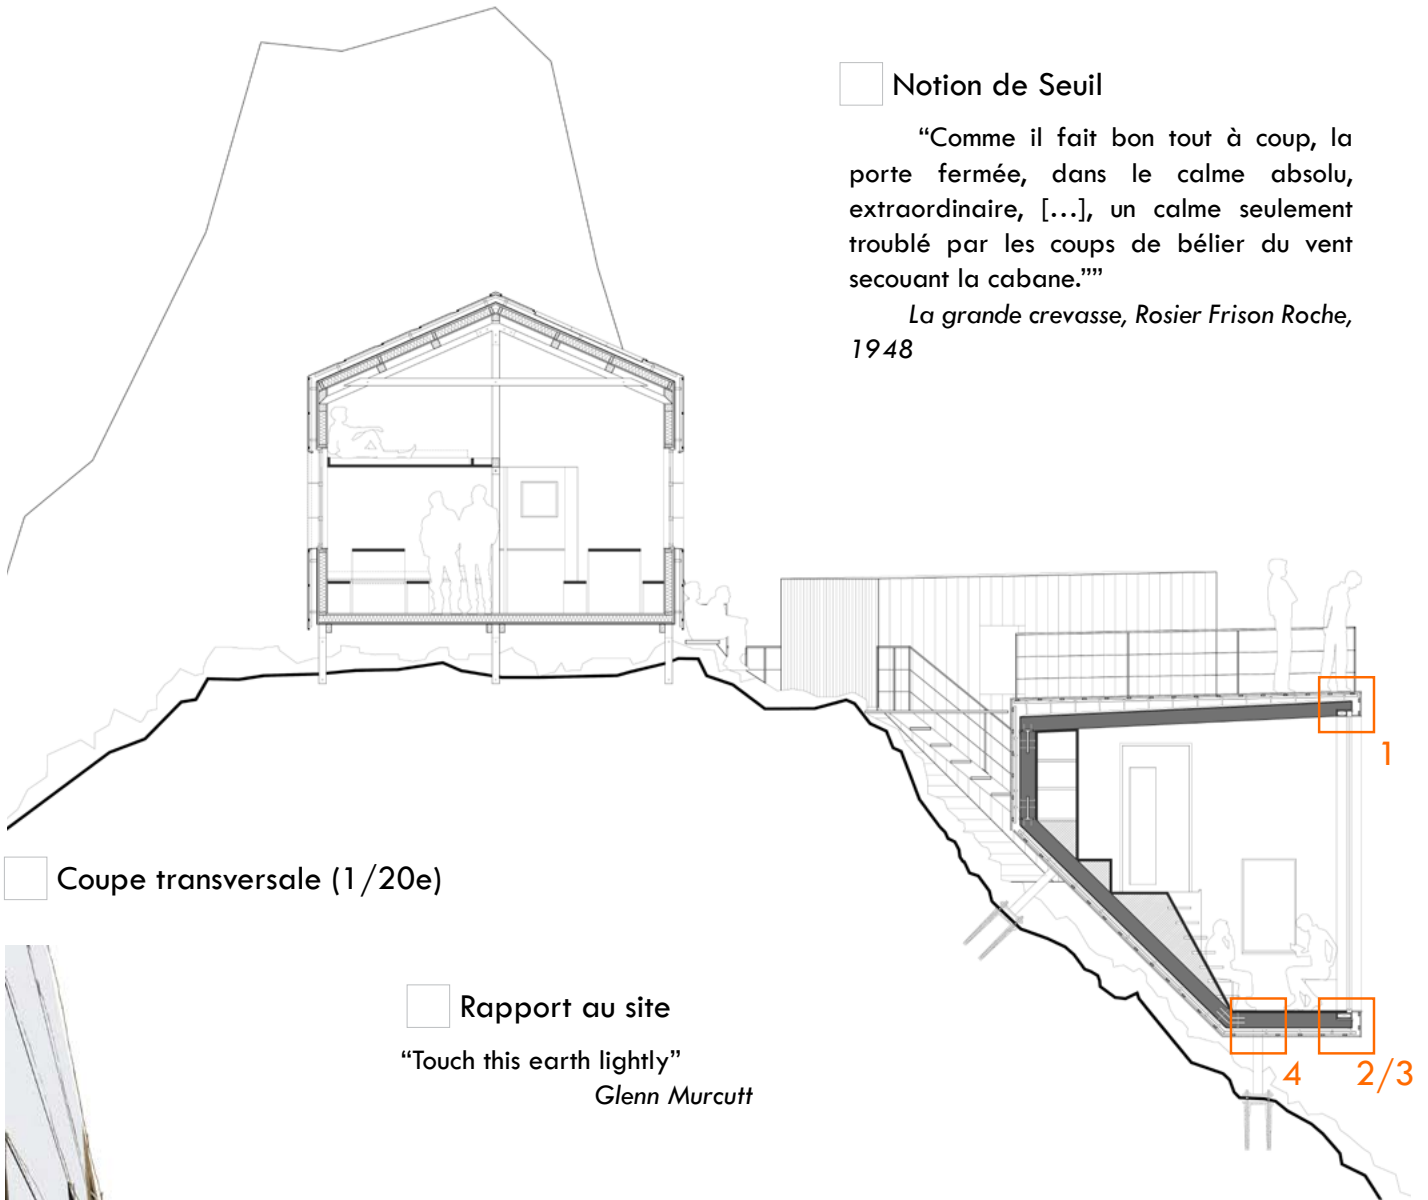 Notion de Seuil
“Comme il fait bon tout à coup, la
porte fermée, dans le calme absolu,
extraordinaire, [...], un calme seulement
troublé par les coups de bélier du vent
secouant la cabane.””
La grande crevasse, Rosier Frison Roche,
1948
1
Coupe transversale (1/20e)
Rapport au site
“Touch this earth lightly”
Glenn Murcutt
4
2/3